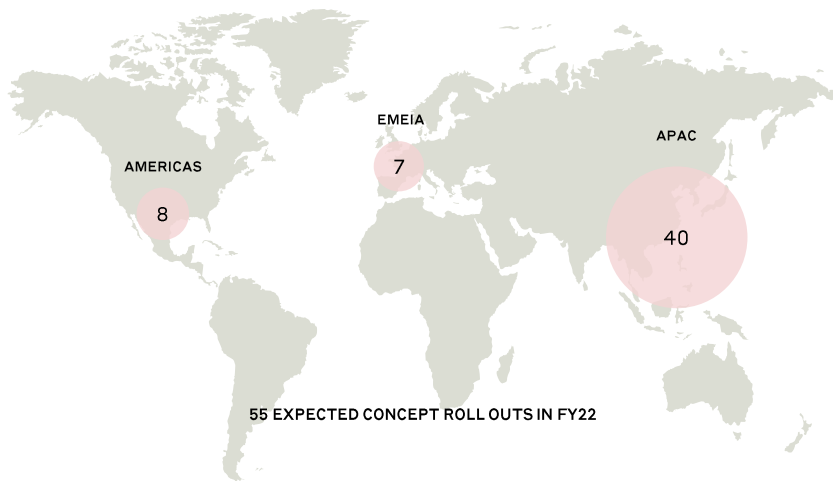 EMEIA
7
APAC
AMERICAS
8
40
55 EXPECTED CONCEPT ROLL OUTS IN FY22